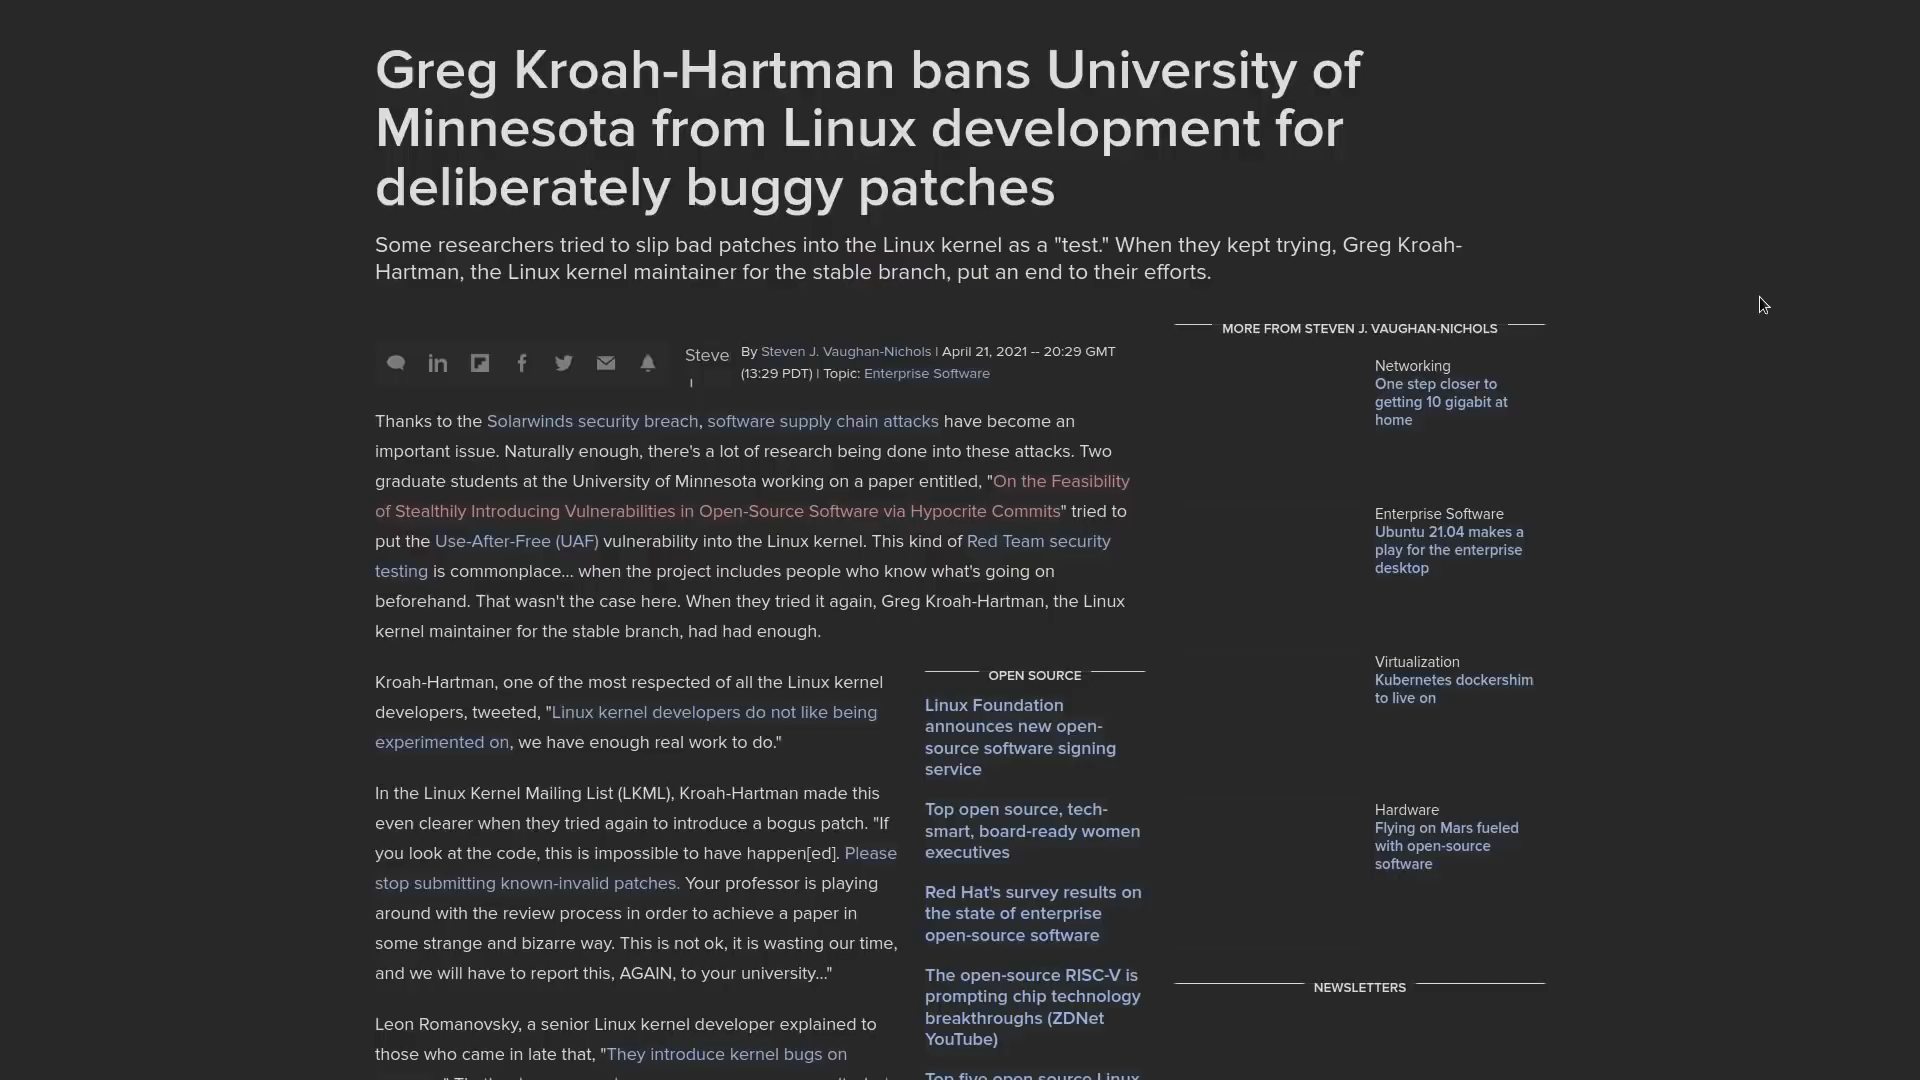 Greg Kroah-Hartman bans University of
Minnesota from Linux development for
deliberately buggy patches
Some researchers tried to slip bad patches into the Linux kernel as a "test." When they kept trying, Greg Kroah-
Hartman, the Linux kernel maintainer for the stable branch, put an end to their efforts.
Steve
By Steven J. Vaughan-Nichols | April 21, 2021 -- 20:29 GMT
(13:29 PDT) | Topic: Enterprise Software
Thanks to the Solarwinds security breach, software supply chain attacks have become an
important issue. Naturally enough, there's a lot of research being done into these attacks. Two
graduate students at the University of Minnesota working on a paper entitled, "On the Feasibility
of Stealthily Introducing Vulnerabilities in Open-Source Software via Hypocrite Commits" tried to
put the Use-After-Free (UAF) vulnerability into the Linux kernel. This kind of Red Team security
testing is commonplace... when the project includes people who know what's going on
beforehand. That wasn't the case here. When they tried it again, Greg Kroah-Hartman, the Linux
kernel maintainer for the stable branch, had had enough.
Kroah-Hartman, one of the most respected of all the Linux kernel
developers, tweeted, "Linux kernel developers do not like being
experimented on, we have enough real work to do."
In the Linux Kernel Mailing List (LKML), Kroah-Hartman made this
even clearer when they tried again to introduce a bogus patch. "If
you look at the code, this is impossible to have happen[ed]. Please
stop submitting known-invalid patches. Your professor is playing
around with the review process in order to achieve a paper in
some strange and bizarre way. This is not ok, it is wasting our time,
and we will have to report this, AGAIN, to your university..."
Leon Romanovsky, a senior Linux kernel developer explained to
those who came in late that, "They introduce kernel bugs on
OPEN SOURCE
Linux Foundation
announces new open-
source software signing
service
Top open source, tech-
smart, board-ready women
executives
Red Hat's survey results on
the state of enterprise
open-source software
The open-source RISC-V is
prompting chip technology
breakthroughs (ZDNet
YouTube)
Top five open source Linux
MORE FROM STEVEN J. VAUGHAN-NICHOLS
Networking
One step closer to
getting 10 gigabit at
home
Enterprise Software
Ubuntu 21.04 makes a
play for the enterprise
desktop
Virtualization
Kubernetes dockershim
to live on
Hardware
Flying on Mars fueled
with open-source
software
NEWSLETTERS